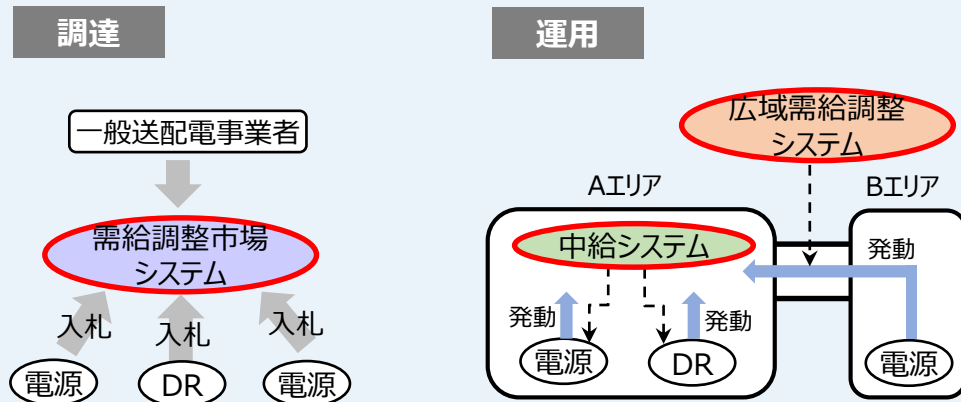 調達
一般送配電事業者
需給調整市場
システム
入札
入札
入札
電源
DR
電源
運用
広域需給調整
システム
Aエリア
Bエリア
中給システム
発動
発動
発動
電源
DR
電源